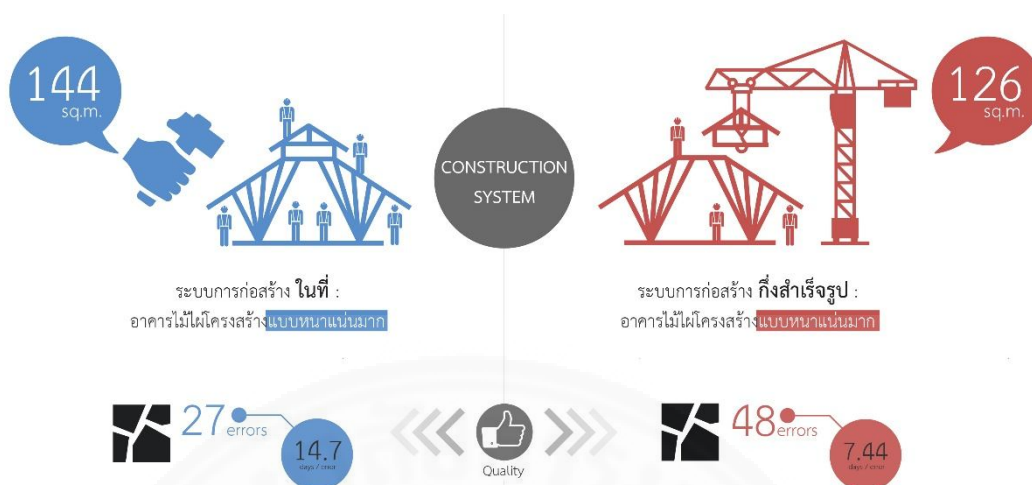 144
sq.m.
CONSTRUCTION
SYSTEM
126
sq.m.
ระบบการก่อสร้าง ในที่ :
อาคารไม้ไผ่โครงสร้างแบบหนาแน่นมาก
ระบบการก่อสร้าง กึ่งสำเร็จรูป :
อาคารไม้ไผ่โครงสร้างแบบหนาแน่นมาก
27 errors
14.7
days / error
Quality
48 errors
7.44
days / error